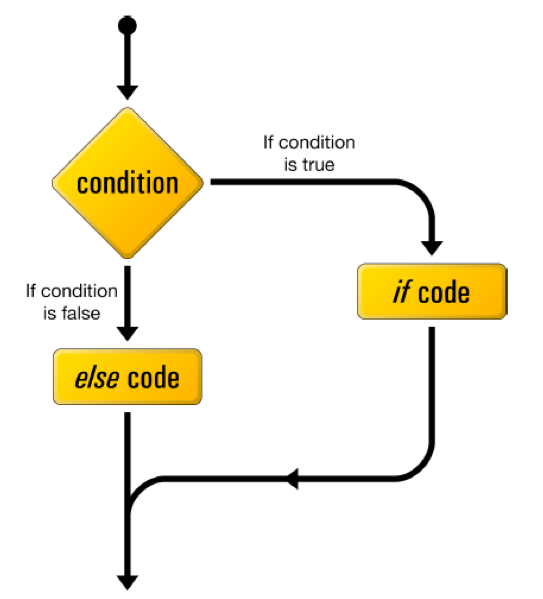 If condition
is true
condition
If condition
is false
if code
else code